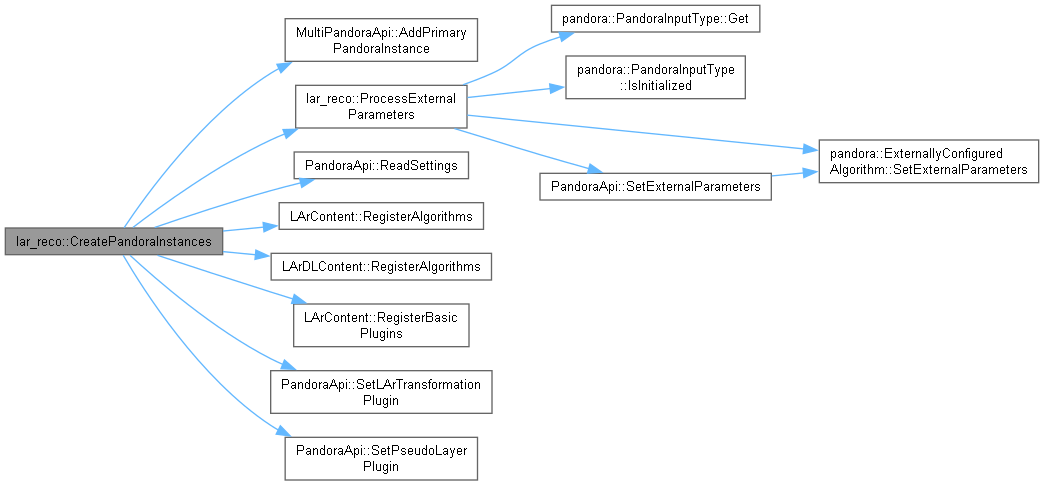 lar_reco::CreatePandoraInstances
MultiPandoraApi::AddPrimary
PandoraInstance
lar_reco::ProcessExternal
Parameters
PandoraApi::ReadSettings
LArContent::RegisterAlgorithms
LArDLContent::RegisterAlgorithms
LArContent::RegisterBasic
Plugins
PandoraApi::SetLArTransformation
Plugin
PandoraApi::SetPseudoLayer
Plugin
pandora::PandoraInputType::Get
pandora::PandoraInputType
::IsInitialized
PandoraApi::SetExternalParameters
pandora::ExternallyConfigured
Algorithm::SetExternalParameters